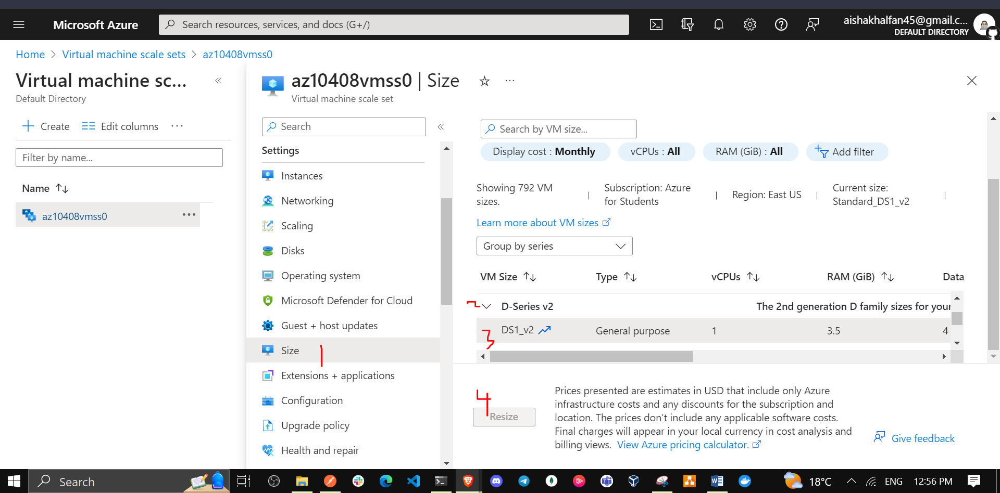 Microsoft Azure
Search resources, services, and docs (G+/)
aishakhalfan45@gmail.c...
DEFAULT DIRECTORY
Home > Virtual machine scale sets > az10408vmss0
Virtual machine sc...
Default Directory
Create
Edit columns
Filter by name...
Name
az10408vmss0
az10408vmss0 | Size
Virtual machine scale set
Search
Settings
Instances
Networking
Scaling
Disks
Operating system
Microsoft Defender for Cloud
Guest + host updates
Size
1
Extensions + applications
Configuration
Upgrade policy
Health and repair
Search by VM size...
Display cost : Monthly
vCPUs : All
RAM (GiB) : All
Add filter
Showing 792 VM
sizes.
Subscription: Azure
for Students
Region: East US
Current size:
Standard_DS1_v2
Learn more about VM sizes
Group by series
VM Size Type vCPUs RAM (GiB) Data
D-Series v2 The 2nd generation D family sizes for your
3 DS1_v2 General purpose 1 3.5 4
4
Resize
Prices presented are estimates in USD that include only Azure
infrastructure costs and any discounts for the subscription and
location. The prices don't include any applicable software costs.
Final charges will appear in your local currency in cost analysis and
billing views. View Azure pricing calculator.
Give feedback
Search
18°C
ENG
12:56 PM